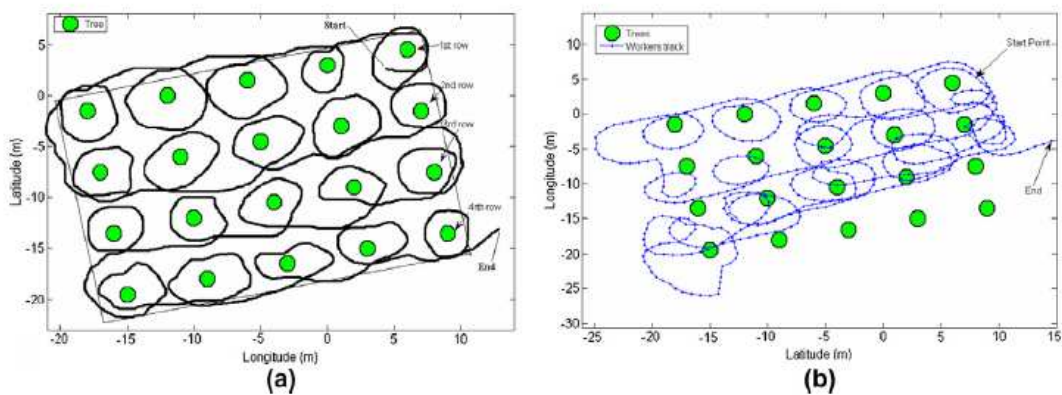 Tree
Start
1st row
2nd row
3rd row
4rth row
End
5
0
-5
-10
-15
-20
Latitude (m)
-20
-15
-10
-5
0
5
10
Longitude (m)
(a)
Trees
Workers track
Start Point
End
10
5
0
-5
-10
-15
-20
-25
-30
Longitude (m)
-25
-20
-15
-10
-5
0
5
10
15
Latitude (m)
(b)